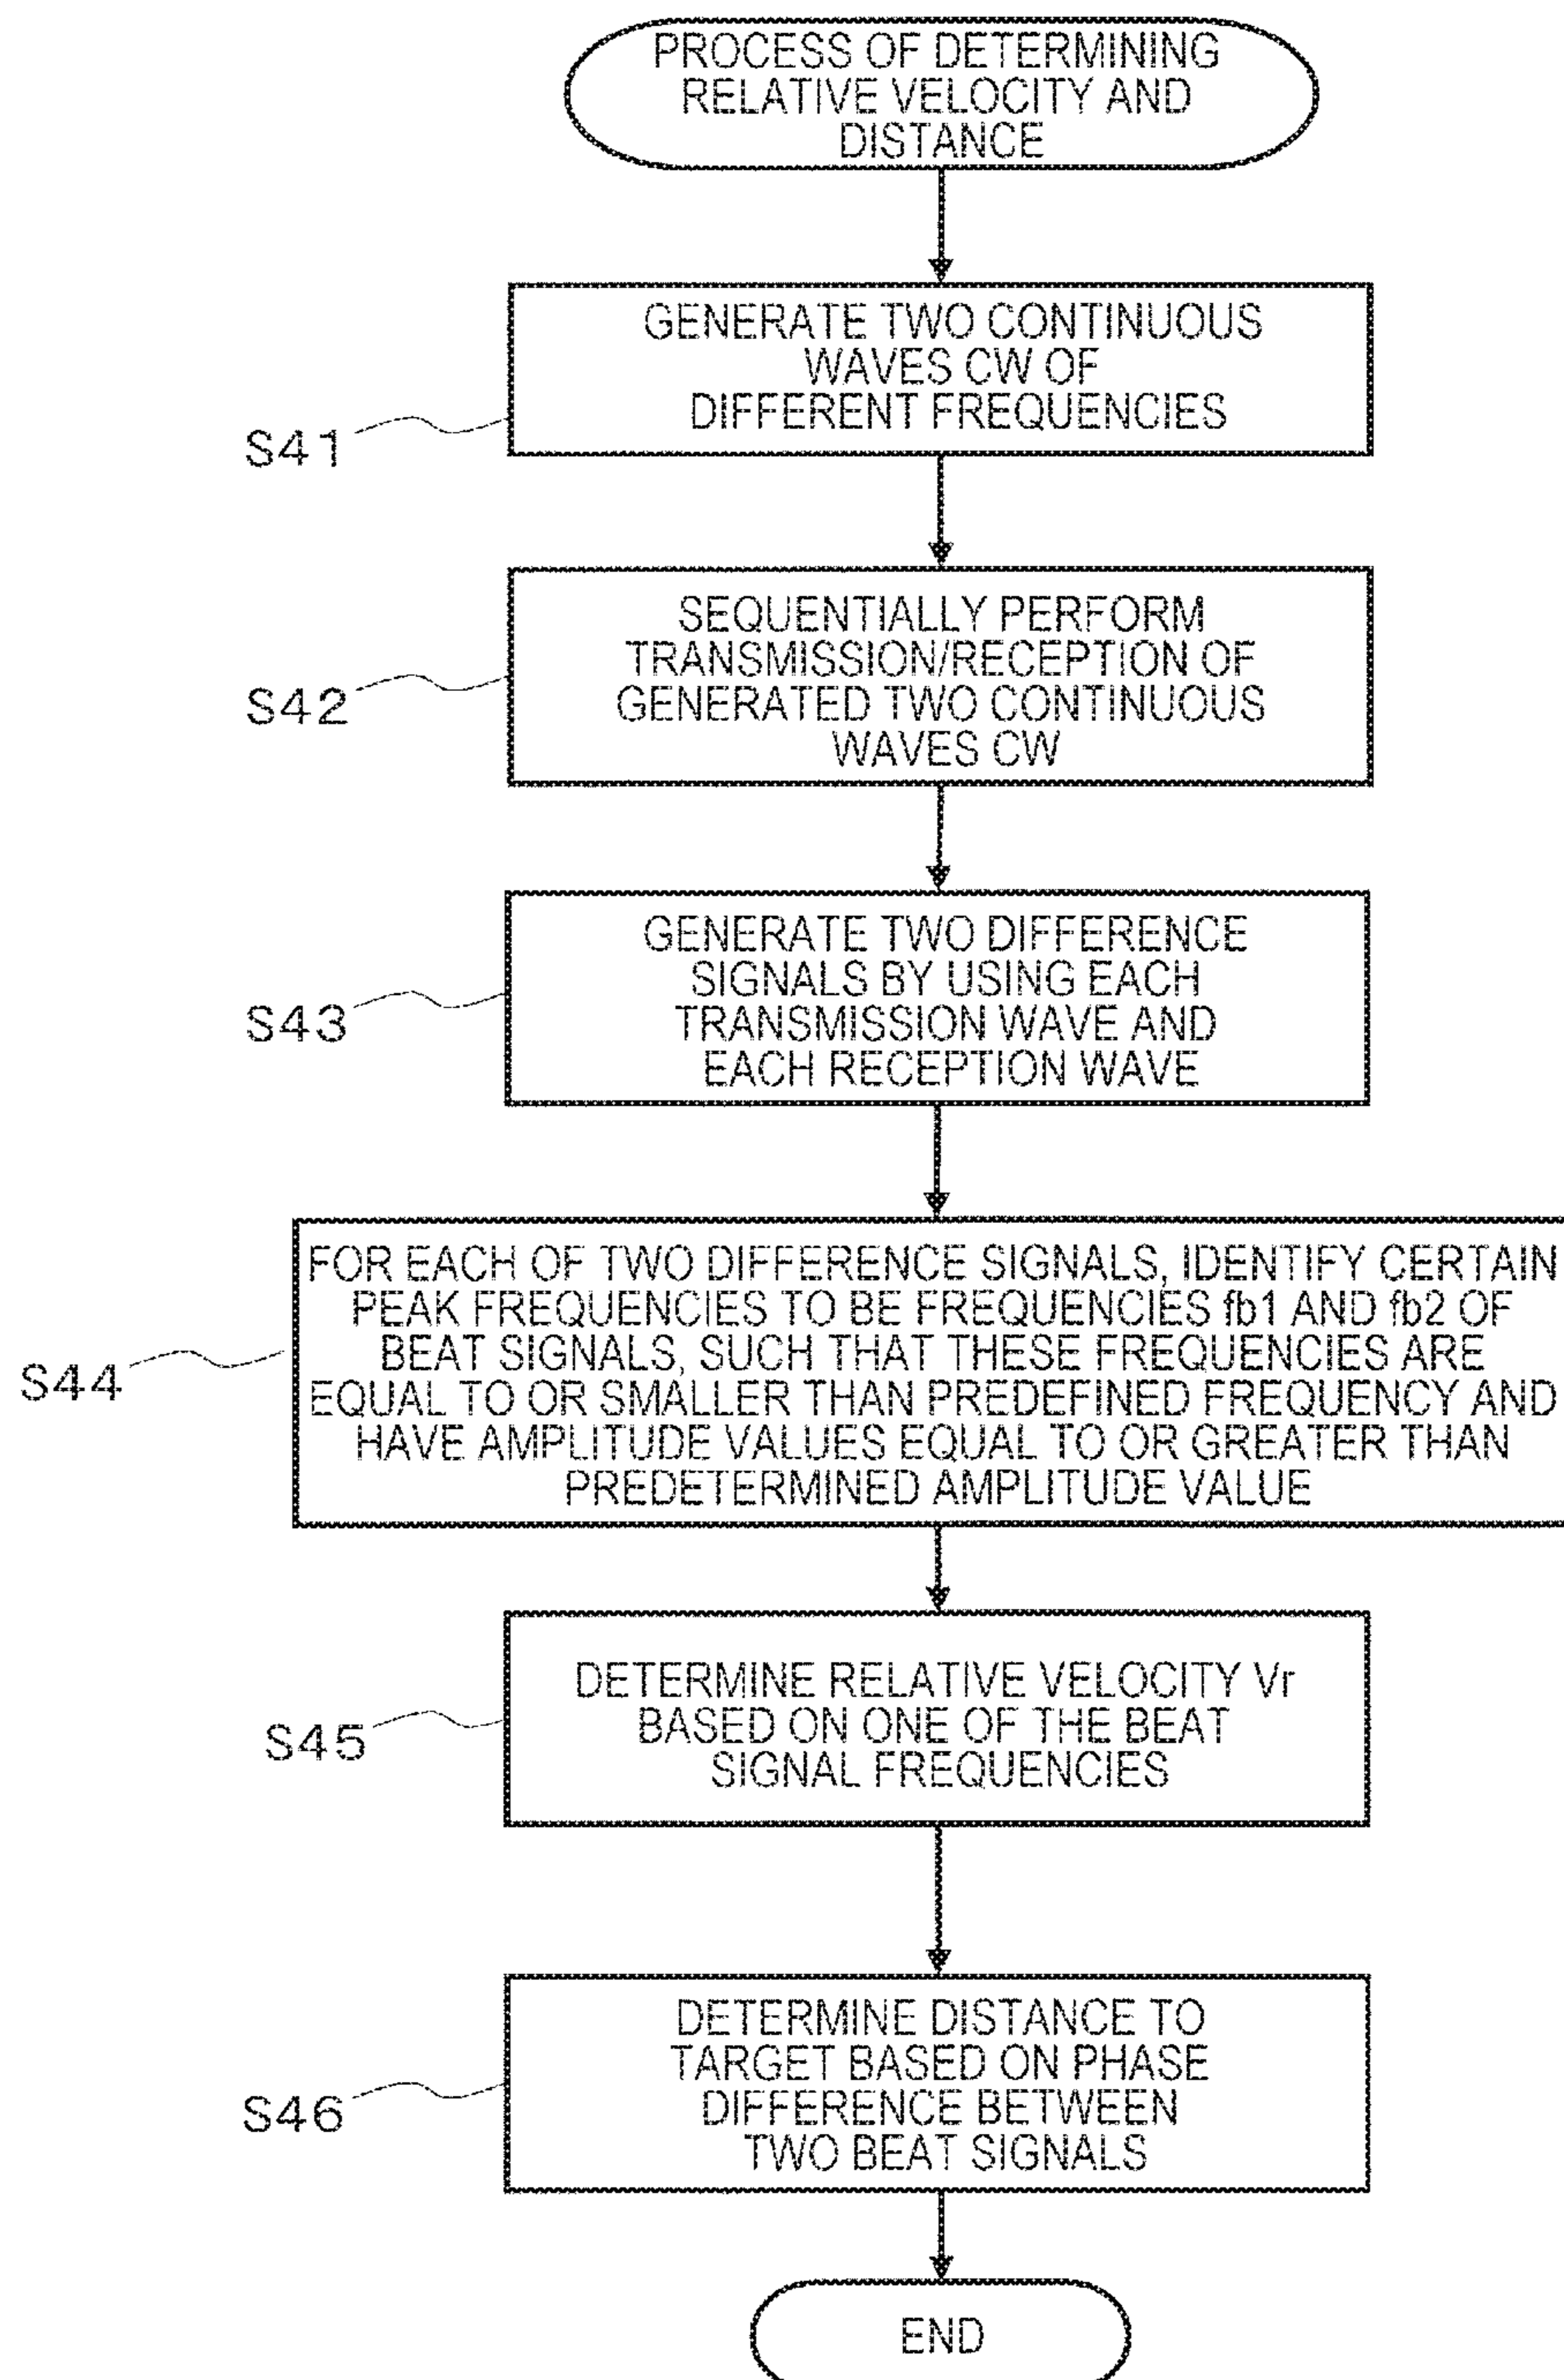 PROCESS OF DETERMINING
RELATIVE VELOCITY AND
DISTANCE
GENERATE TWO CONTINUOUS
WAVES CW OF
DIFFERENT FREQUENCIES
S41
SEQUENTIALLY PERFORM
TRANSMISSION/RECEPTION OF
GENERATED TWO CONTINUOUS
WAVES CW
S42
GENERATE TWO DIFFERENCE
SIGNALS BY USING EACH
TRANSMISSION WAVE AND
EACH RECEPTION WAVE
S43
FOR EACH OF TWO DIFFERENCE SIGNALS, IDENTIFY CERTAIN
PEAK FREQUENCIES TO BE FREQUENCIES fb1 AND fb2 OF
BEAT SIGNALS, SUCH THAT THESE FREQUENCIES ARE
EQUAL TO OR SMALLER THAN PREDEFINED FREQUENCY AND
HAVE AMPLITUDE VALUES EQUAL TO OR GREATER THAN
PREDETERMINED AMPLITUDE VALUE
S44
DETERMINE RELATIVE VELOCITY Vr
BASED ON ONE OF THE BEAT
SIGNAL FREQUENCIES
S45
DETERMINE DISTANCE TO
TARGET BASED ON PHASE
DIFFERENCE BETWEEN
TWO BEAT SIGNALS
S46
END